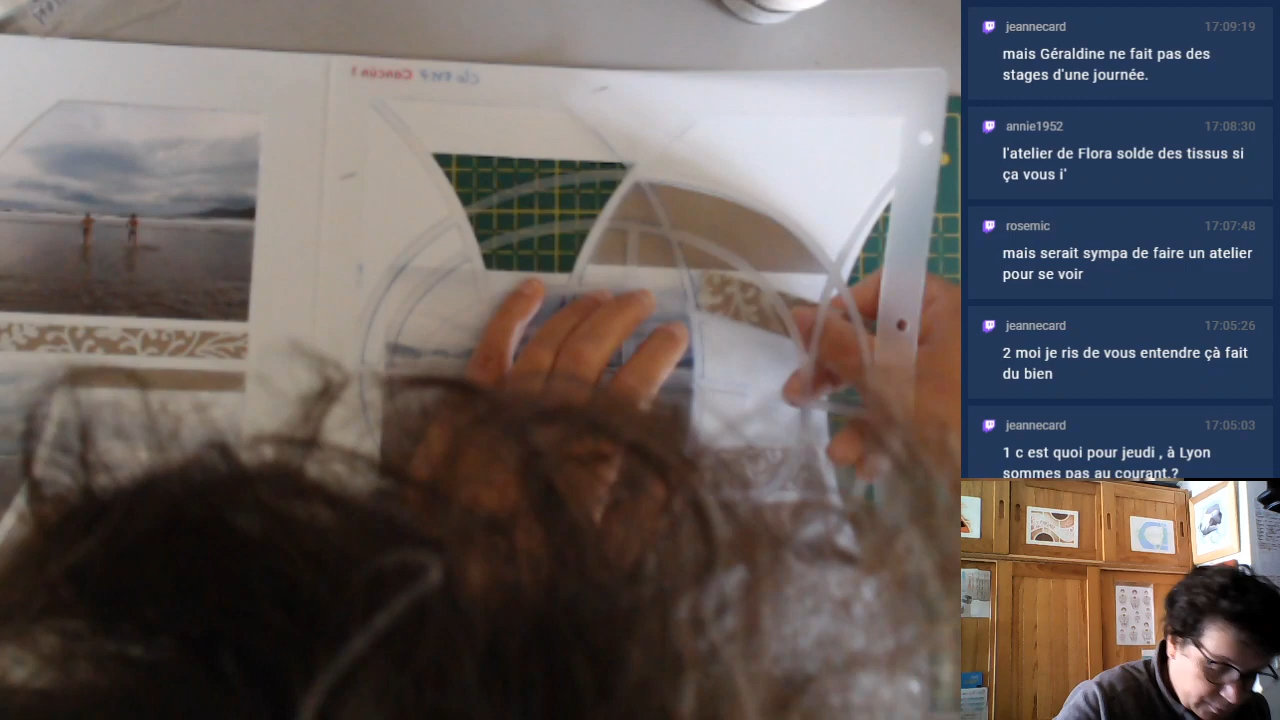 cléRM? Cancùn!
jeannecard 17:09:19
mais Géraldine ne fait pas des
stages d'une journée.
annie1952 17:08:30
l'atelier de Flora solde des tissus si
ça vous i'
rosemic 17:07:48
mais serait sympa de faire un atelier
pour se voir
jeannecard 17:05:26
2 moi je ris de vous entendre çà fait
du bien
jeannecard 17:05:03
1 c est quoi pour jeudi , à Lyon
sommes pas au courant.?